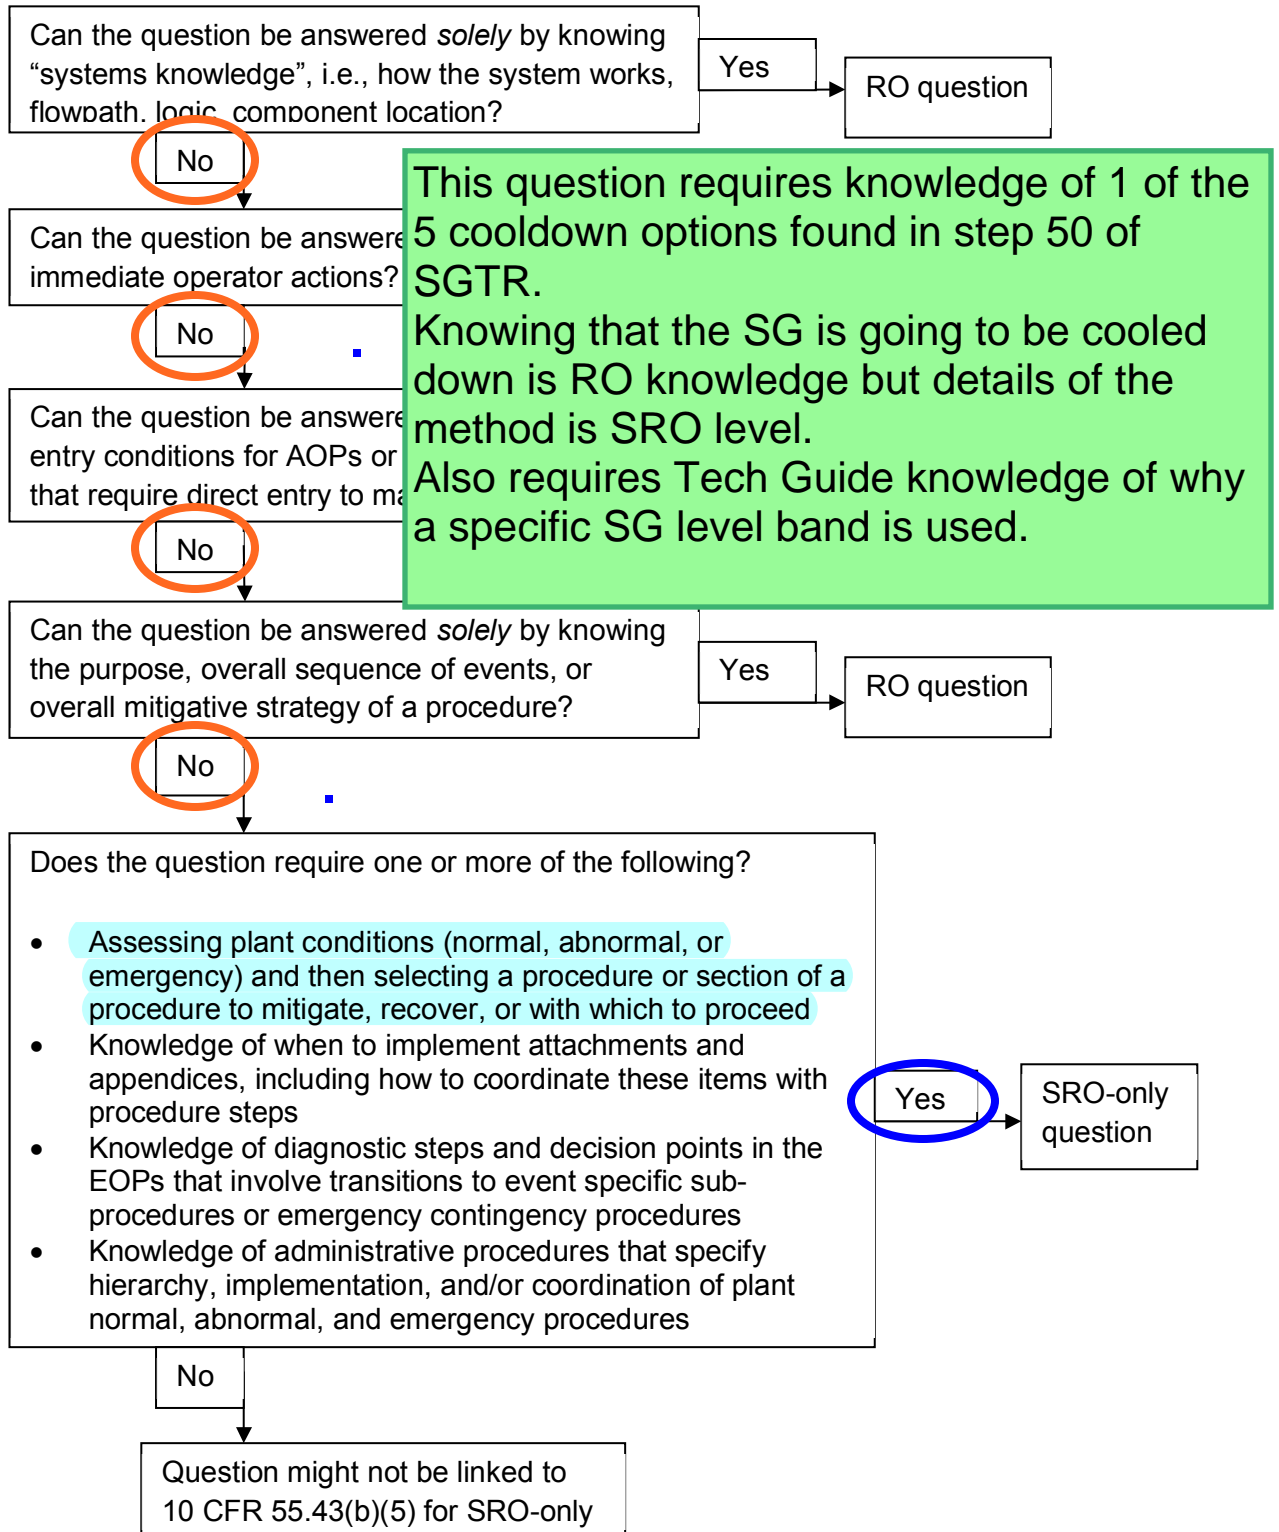 Can the question be answered solely by knowing
“systems knowledge”, i.e., how the system works,
flowpath, logic, component location?
Yes
RO question
No
This question requires knowledge of 1 of the
5 cooldown options found in step 50 of
SGTR.
Knowing that the SG is going to be cooled
down is RO knowledge but details of the
method is SRO level.
Also requires Tech Guide knowledge of why
a specific SG level band is used.
Can the question be answere
immediate operator actions?
No
Can the question be answere
entry conditions for AOPs or
that require direct entry to ma
No
Can the question be answered solely by knowing
the purpose, overall sequence of events, or
overall mitigative strategy of a procedure?
Yes
RO question
No
Does the question require one or more of the following?
• Assessing plant conditions (normal, abnormal, or
emergency) and then selecting a procedure or section of a
procedure to mitigate, recover, or with which to proceed
• Knowledge of when to implement attachments and
appendices, including how to coordinate these items with
procedure steps
• Knowledge of diagnostic steps and decision points in the
EOPs that involve transitions to event specific sub-
procedures or emergency contingency procedures
• Knowledge of administrative procedures that specify
hierarchy, implementation, and/or coordination of plant
normal, abnormal, and emergency procedures
Yes
SRO-only
question
No
Question might not be linked to
10 CFR 55.43(b)(5) for SRO-only